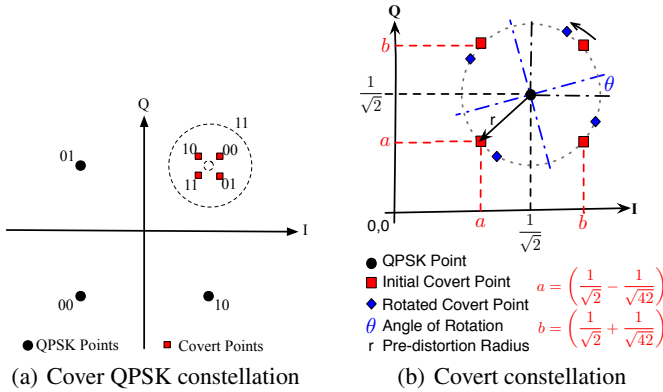 Q
11
01
10
00
11
01
I
00
10
QPSK Points
Covert Points
(a) Cover QPSK constellation
Q
b
1/√2
θ
r
a
0,0
a
1/√2
b
I
QPSK Point
Initial Covert Point
Rotated Covert Point
θ Angle of Rotation
r Pre-distortion Radius
a = (1/√2 − 1/√42)
b = (1/√2 + 1/√42)
(b) Covert constellation